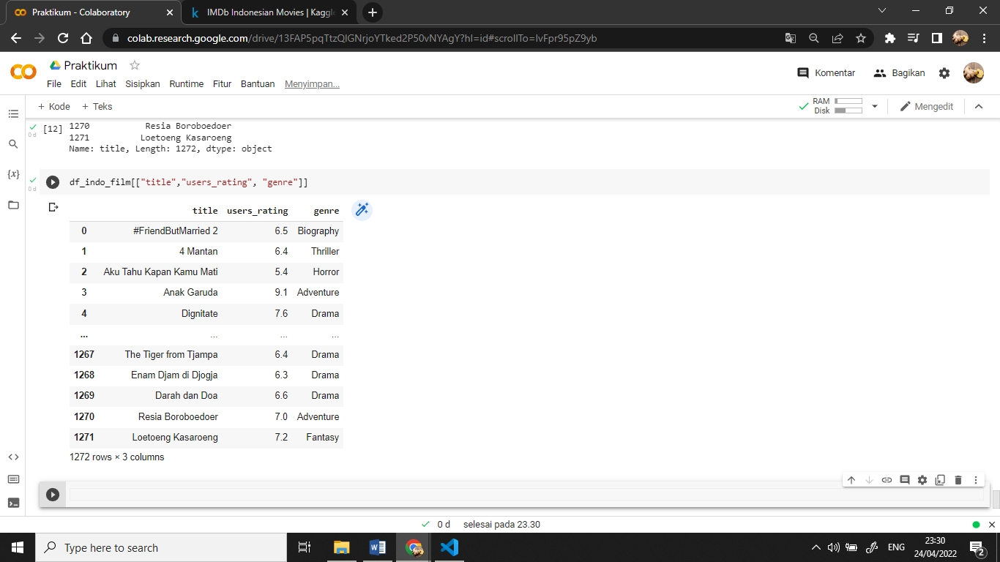 Praktikum - Colaboratory
IMDb Indonesian Movies | Kaggle
colab.research.google.com/drive/13FAP5pqTtzQlGNrjoYTked2P50vNYAgY?hl=id#scrollTo=IvFpr95pZ9yb
Praktikum
Komentar Bagikan
File Edit Lihat Sisipkan Runtime Fitur Bantuan Menyimpan...
+ Kode + Teks
RAM
Disk
Mengedit
0 d
[12] 1270 Resia Boroboedoer
1271 Loetoeng Kasaroeng
Name: title, Length: 1272, dtype: object
{x}
0 d
df_indo_film[["title","users_rating", "genre"]]
title users_rating genre
0 #FriendButMarried 2 6.5 Biography
1 4 Mantan 6.4 Thriller
2 Aku Tahu Kapan Kamu Mati 5.4 Horror
3 Anak Garuda 9.1 Adventure
4 Dignitate 7.6 Drama
... ... ... ...
1267 The Tiger from Tjampa 6.4 Drama
1268 Enam Djam di Djogja 6.3 Drama
1269 Darah dan Doa 6.6 Drama
1270 Resia Boroboedoer 7.0 Adventure
1271 Loetoeng Kasaroeng 7.2 Fantasy
1272 rows × 3 columns
0 d selesai pada 23.30
Type here to search
ENG
23:30
24/04/2022
2